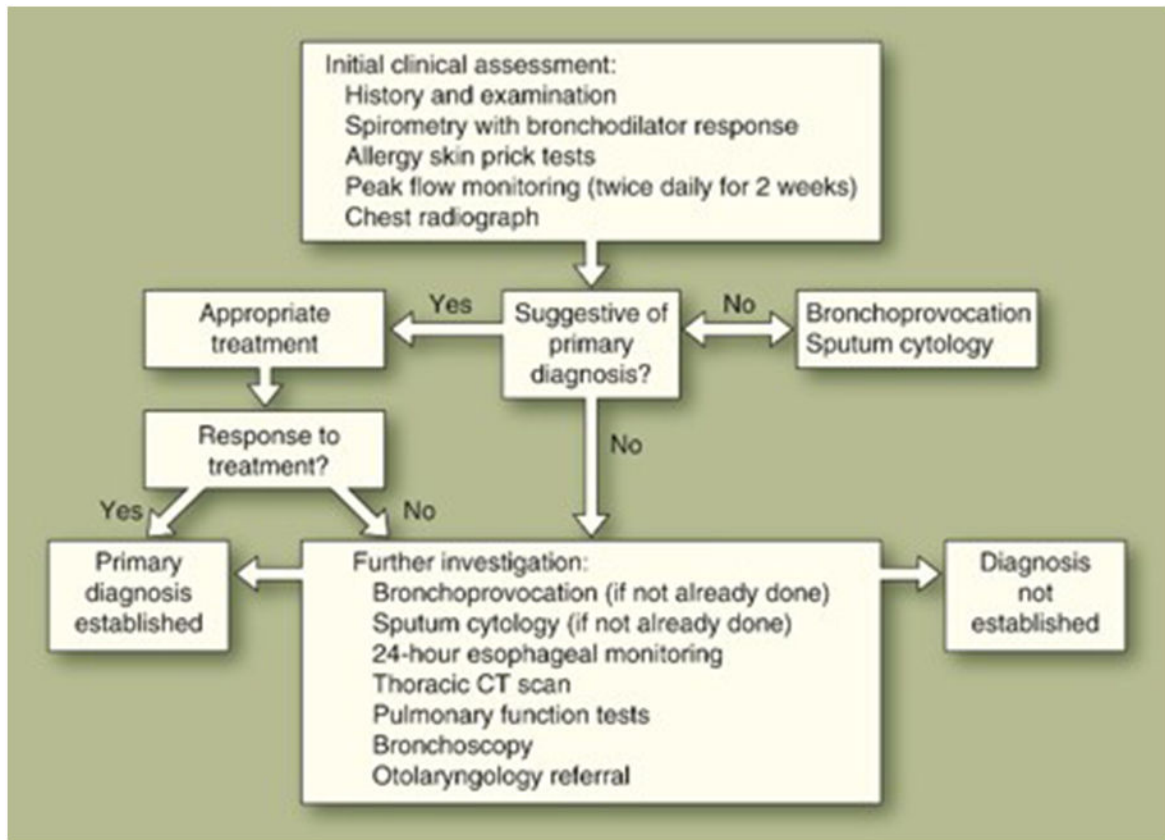 Initial clinical assessment:
History and examination
Spirometry with bronchodilator response
Allergy skin prick tests
Peak flow monitoring (twice daily for 2 weeks)
Chest radiograph
Appropriate
treatment
Yes
Suggestive of
primary
diagnosis?
No
Bronchoprovocation
Sputum cytology
Response to
treatment?
No
Yes
No
Primary
diagnosis
established
Further investigation:
Bronchoprovocation (if not already done)
Sputum cytology (if not already done)
24-hour esophageal monitoring
Thoracic CT scan
Pulmonary function tests
Bronchoscopy
Otolaryngology referral
Diagnosis
not
established